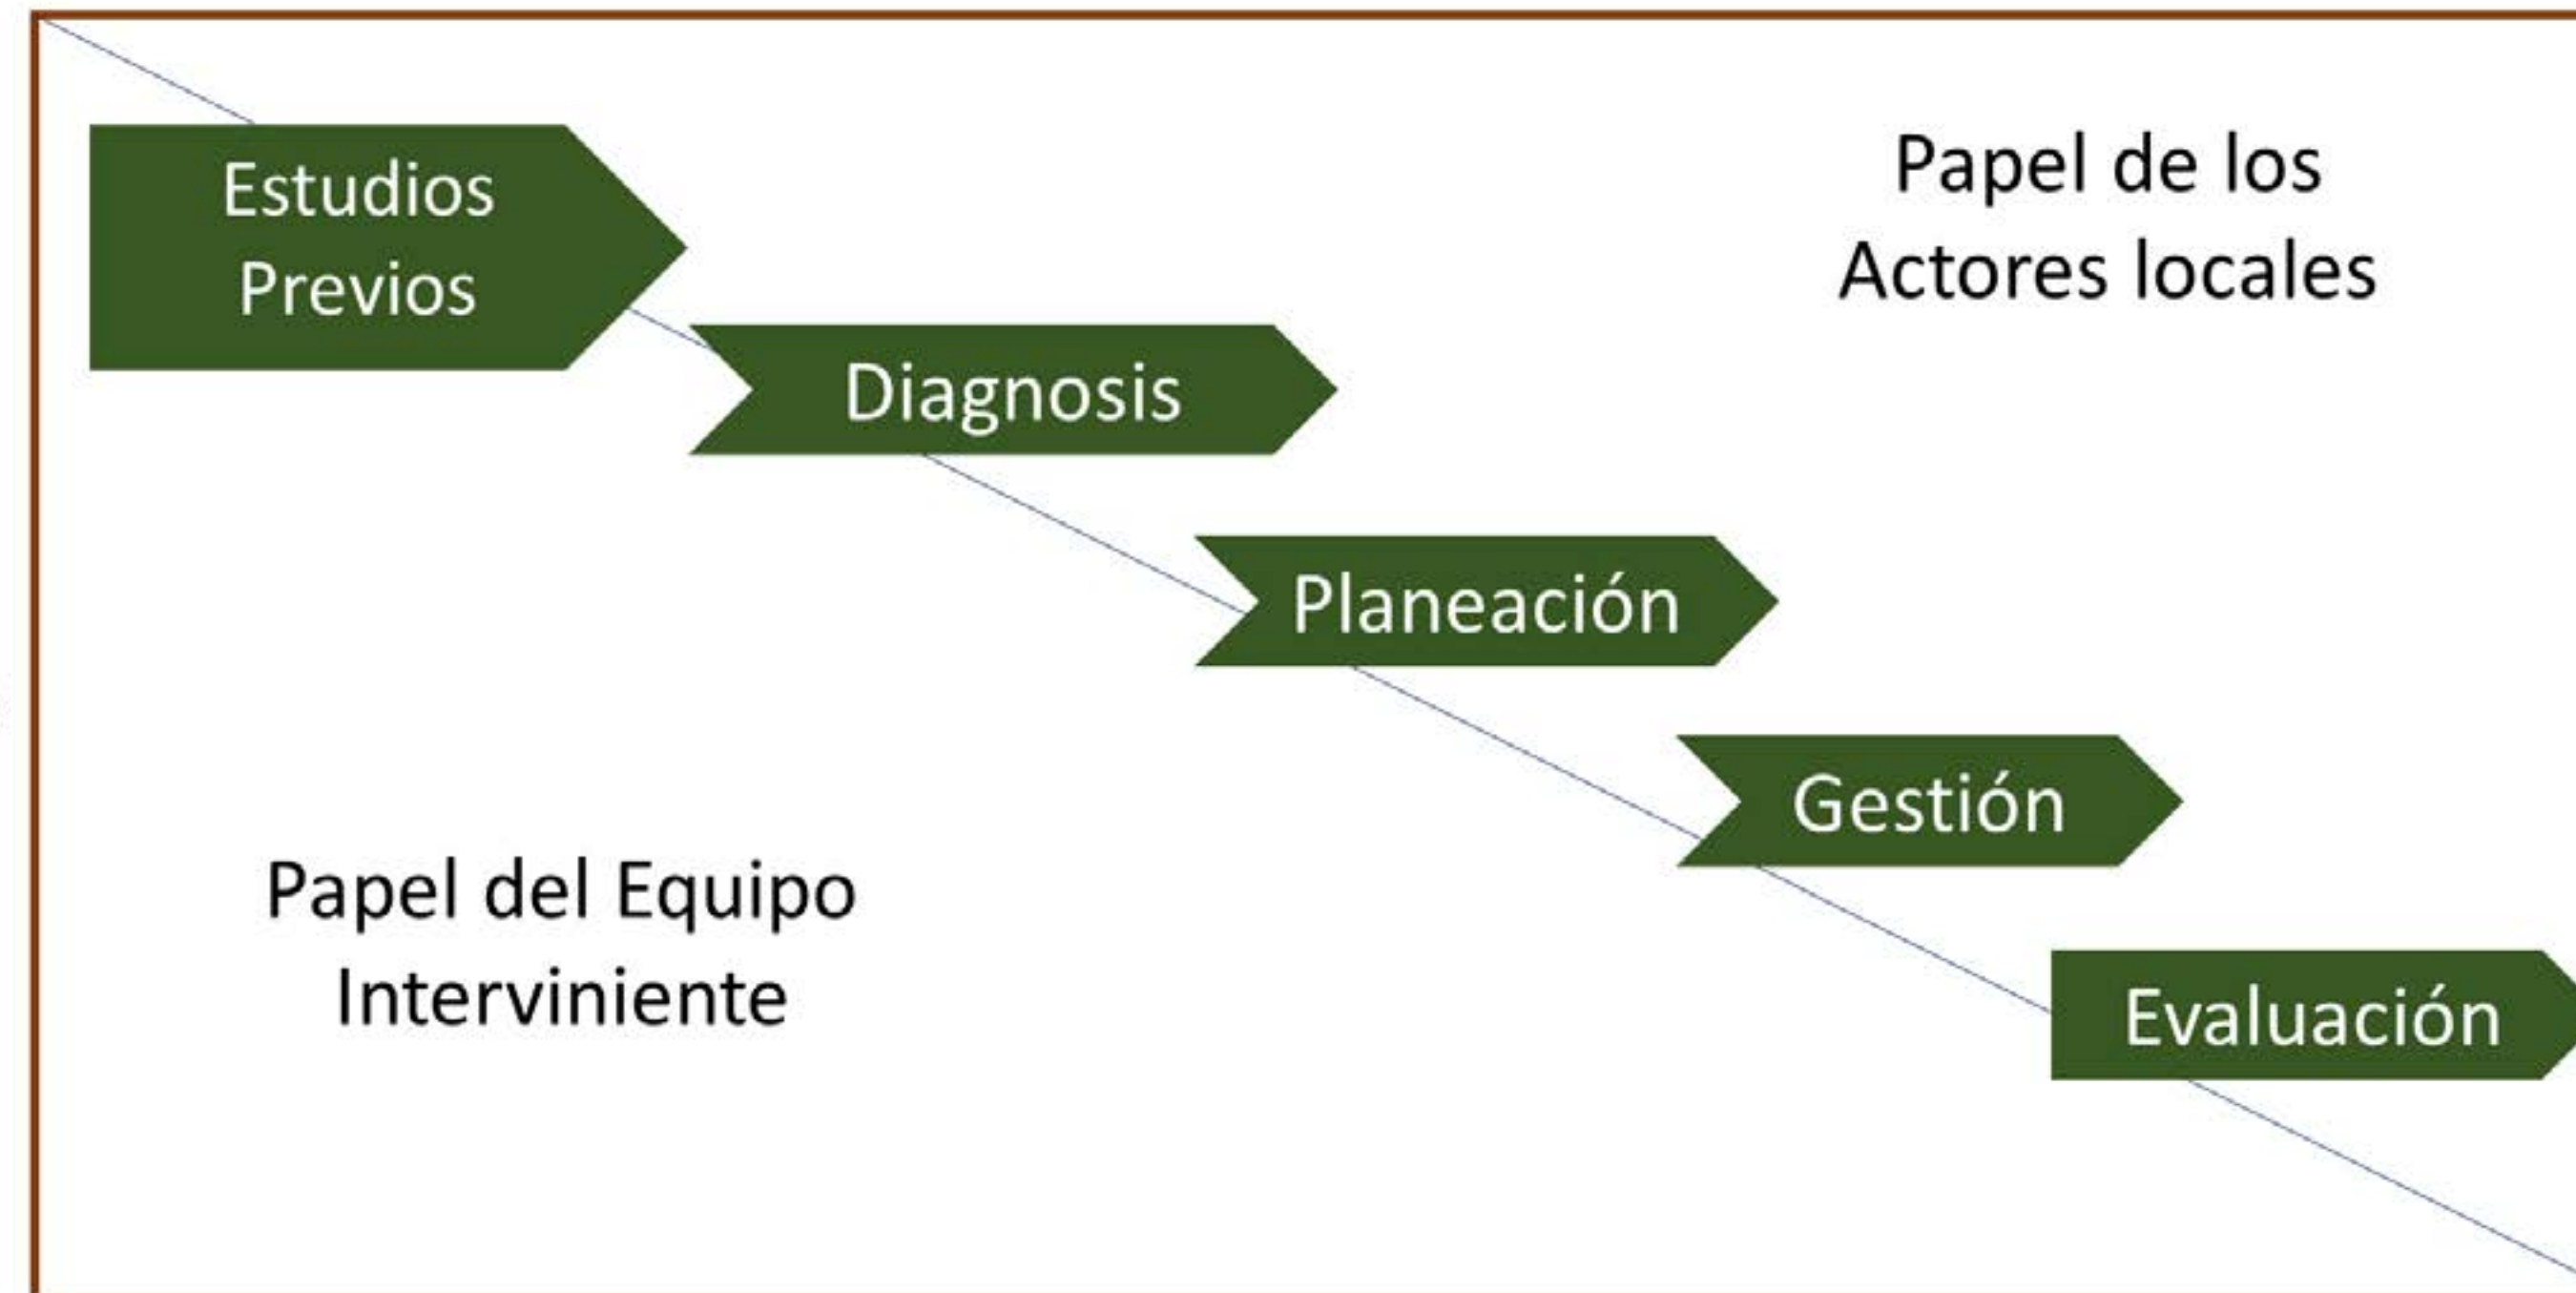 Estudios
Previos
Papel de los
Actores locales
Diagnosis
Planeación
Gestión
Papel del Equipo
Interviniente
Evaluación